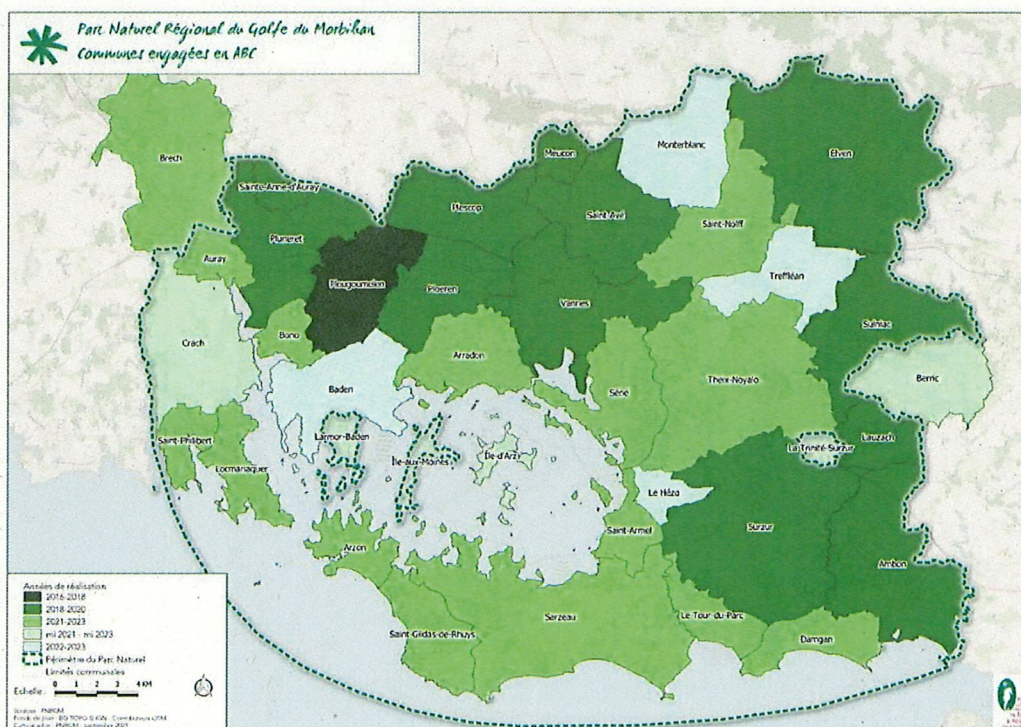 Parc Naturel Régional du Golfe du Morbihan
Communes engagées en ABC
Brech
Monterblanc
Elven
Meucon
Sainte-Anne-d'Auray
Plescop
Saint-Avé
Saint-Nolff
Pluneret
Auray
Treffléan
Plougoumelen
Ploeren
Vannes
Sulniac
Bono
Crach
Arradon
Baden
Séné
Theix-Noyalo
Berric
Larmor-Baden
Saint-Philibert
Lauzach
La Trinité-Surzur
Île-aux-Moines
Île-d'Arz
Locmariaquer
Le Hézo
Saint-Armel
Surzur
Arzon
Ambon
Sarzeau
Le Tour-du-Parc
Saint-Gildas-de-Rhuys
Damgan
Années de réalisation
2016-2018
2018-2020
2021-2023
mi 2021 - mi 2023
2022-2023
Périmètre du Parc Naturel
Limites communales
Echelle :
0 1 2 3 4 KM
Sources : PNRGM